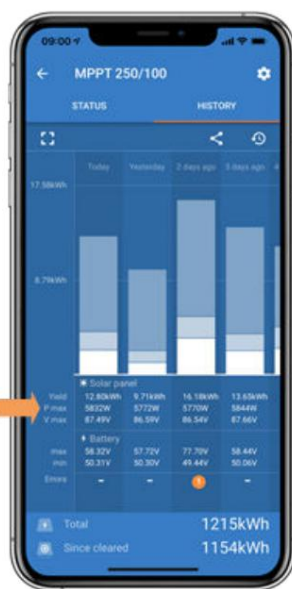 09:00
MPPT 250/100
STATUS HISTORY
Today Yesterday 2 days ago 5 days ago 4
17.58kWh
8.79kWh
Solar panel
Yield 12.80kWh 9.71kWh 16.18kWh 13.65kWh
P max 5832W 5772W 5770W 5844W
V max 87.49V 86.59V 86.54V 87.66V
Battery
max 58.32V 57.72V 77.70V 58.44V
min 50.31V 50.30V 49.44V 50.06V
Errors - - 1 -
Total 1215kWh
Since cleared 1154kWh